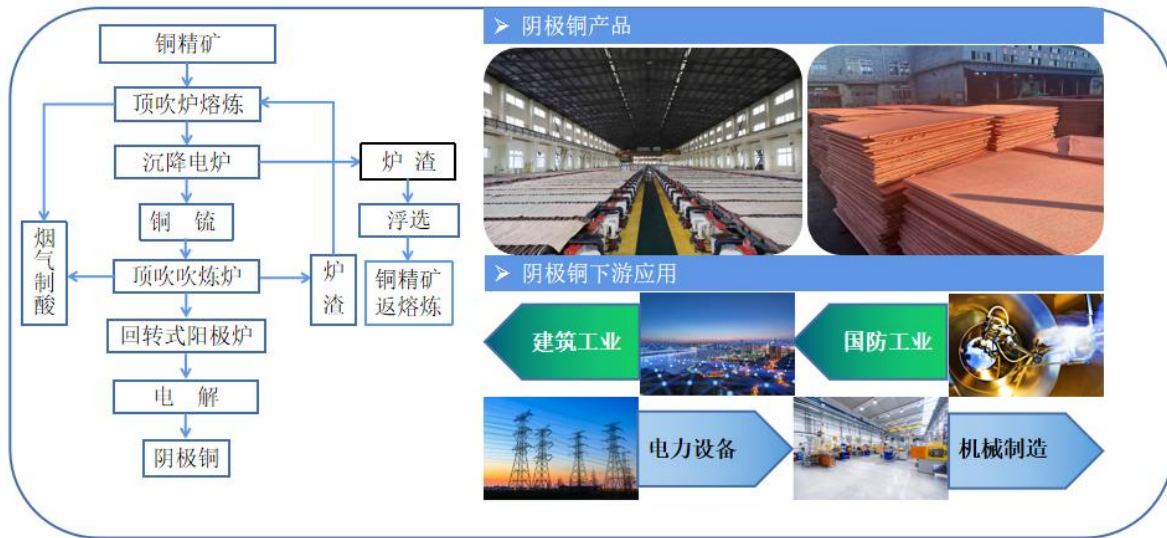 铜精矿
顶吹炉熔炼
沉降电炉
炉 渣
铜 锍
浮选
烟气制酸
顶吹吹炼炉
炉渣
铜精矿
返熔炼
回转式阳极炉
电 解
阴极铜
➢ 阴极铜产品
➢ 阴极铜下游应用
建筑工业
国防工业
电力设备
机械制造